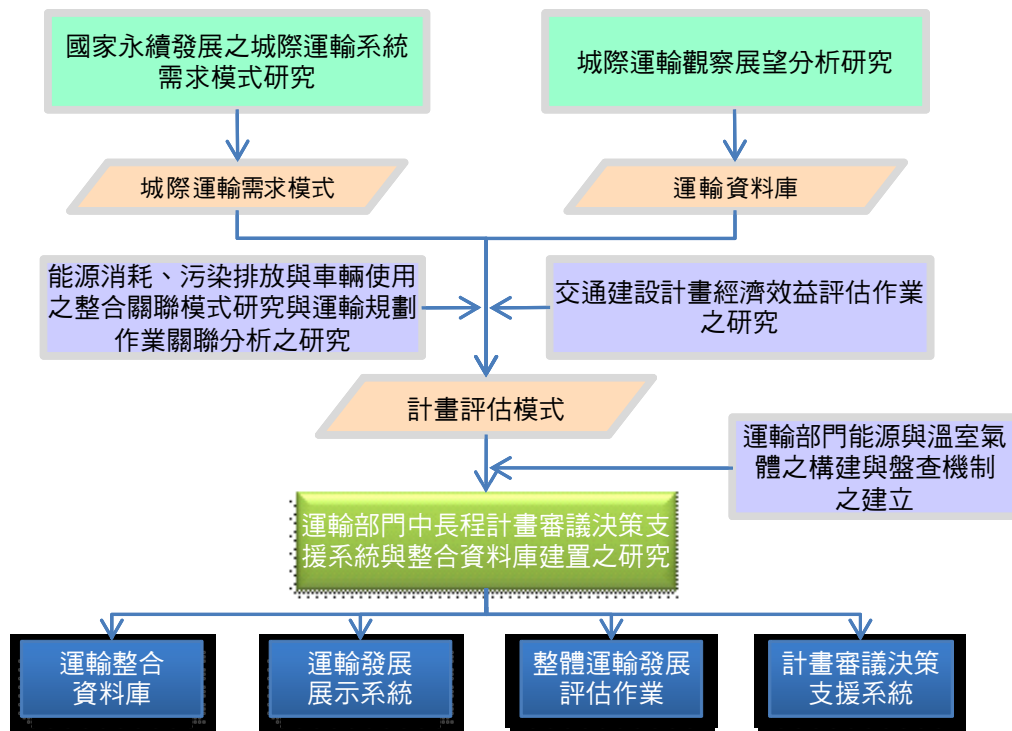 國家永續發展之城際運輸系統
需求模式研究
城際運輸觀察展望分析研究
城際運輸需求模式
運輸資料庫
能源消耗、污染排放與車輛使用
之整合關聯模式研究與運輸規劃
作業關聯分析之研究
交通建設計畫經濟效益評估作業
之研究
計畫評估模式
運輸部門能源與溫室氣
體之構建與盤查機制
之建立
運輸部門中長程計畫審議決策支
援系統與整合資料庫建置之研究
運輸整合
資料庫
運輸發展
展示系統
整體運輸發展
評估作業
計畫審議決策
支援系統